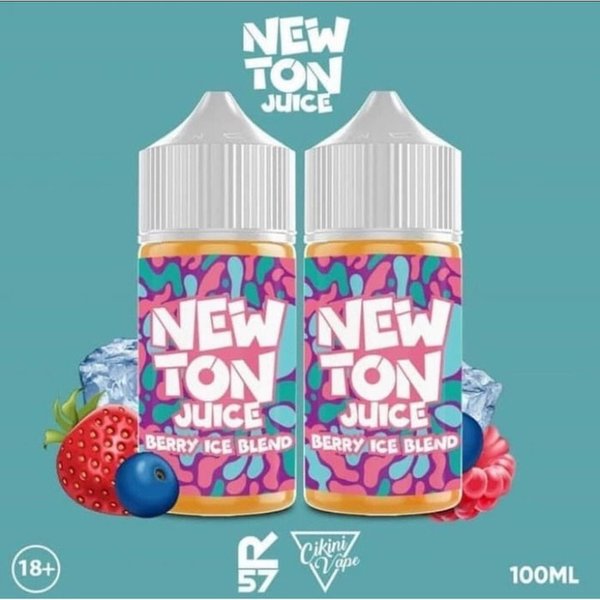 NEW
TON
JUICE
NEW
TON
JUICE
BERRY ICE BLEND
NEW
TON
JUICE
BERRY ICE BLEND
18+
R
57
Cikini
Vape
100ML